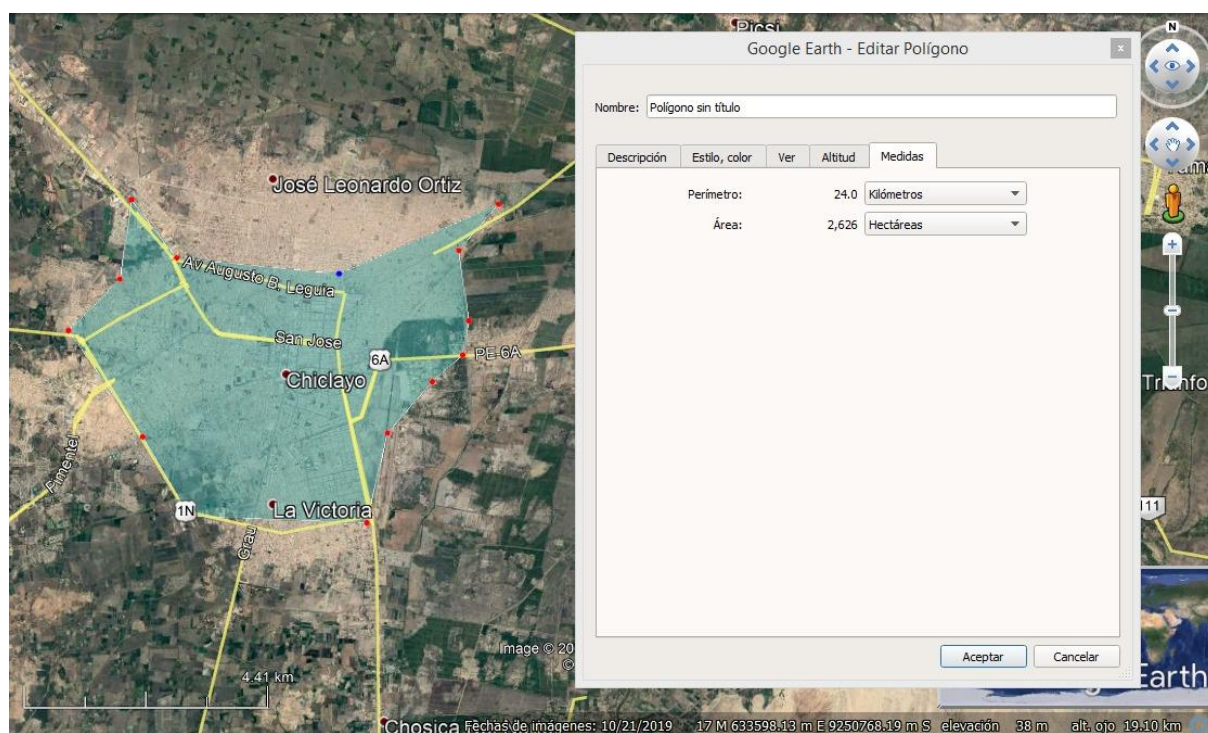 Picsi
N
Google Earth - Editar Polígono
x
Nombre: Polígono sin título
Descripción Estilo, color Ver Altitud Medidas
Perímetro: 24.0 Kilómetros
Área: 2,626 Hectáreas
José Leonardo Ortiz
Av Augusto B. Leguia
San Jose
6A
PE-6A
Chiclayo
Pimentel
1N
La Victoria
Grau
111
Image © 20
©
Aceptar Cancelar
4.41 km
Earth
Chosica
Fechas de imágenes: 10/21/2019 17 M 633598.13 m E 9250768.19 m S elevación 38 m alt. ojo 19.10 km